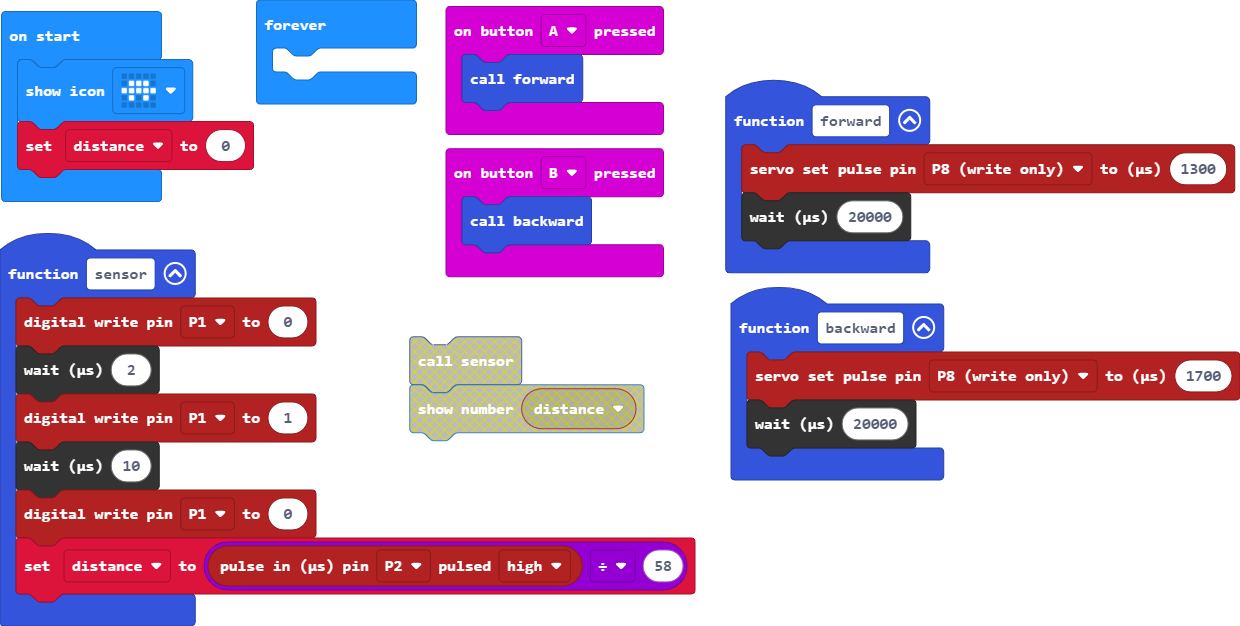 on start
show icon
set distance to 0
forever
on button A pressed
call forward
on button B pressed
call backward
function forward
servo set pulse pin P8 (write only) to (µs) 1300
wait (µs) 20000
function backward
servo set pulse pin P8 (write only) to (µs) 1700
wait (µs) 20000
function sensor
digital write pin P1 to 0
wait (µs) 2
digital write pin P1 to 1
wait (µs) 10
digital write pin P1 to 0
set distance to pulse in (µs) pin P2 pulsed high ÷ 58
call sensor
show number distance